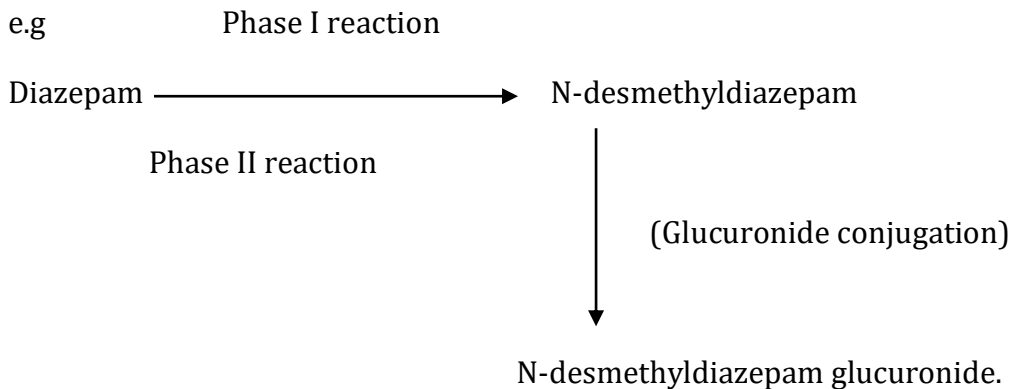 e.g Phase I reaction
Diazepam N-desmethyldiazepam
Phase II reaction
(Glucuronide conjugation)
N-desmethyldiazepam glucuronide.